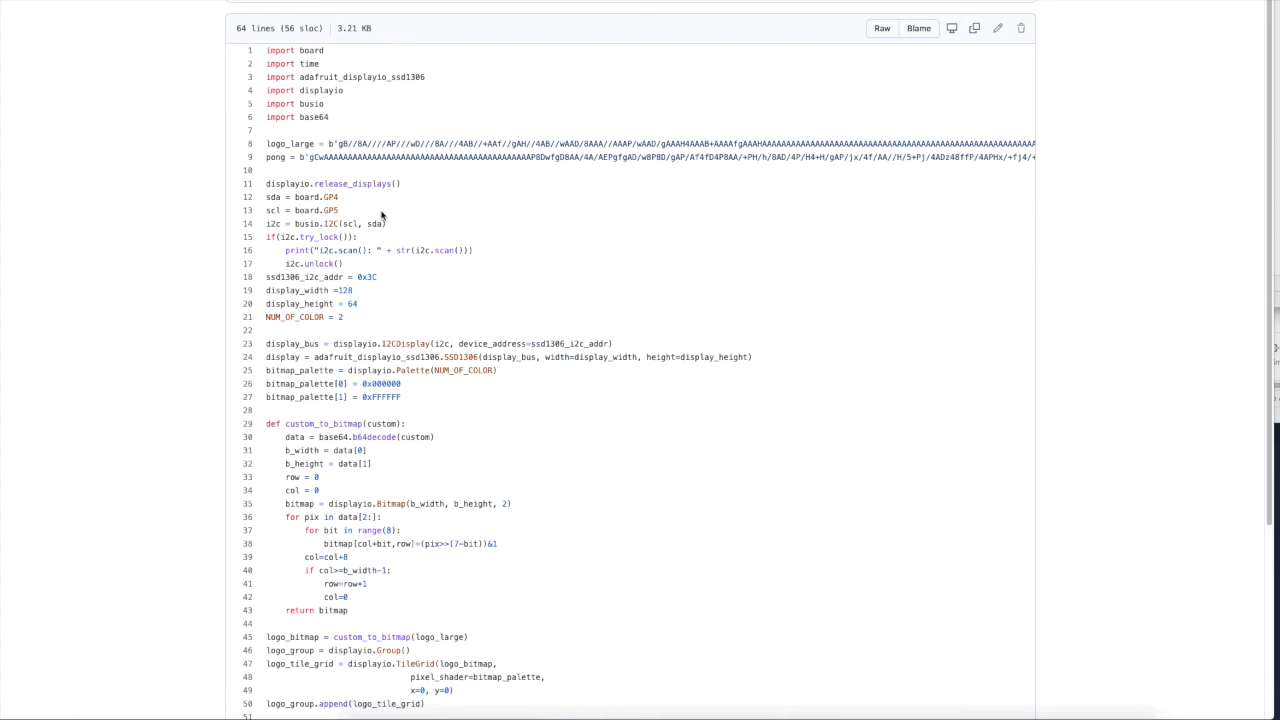 64 lines (56 sloc) 3.21 KB Raw Blame
1 import board
2 import time
3 import adafruit_displayio_ssd1306
4 import displayio
5 import busio
6 import base64
7
8 logo_large = b'gB//8A////AP///wD///8A///4AB//+AAf//gAH//4AB//wAAD/8AAA//AAAP/wAAD/gAAAH4AAAB+AAAAfgAAAHAAAAAAAAAAAAAAAAAAAAAAAAAAAAAAAAAAAAAAAAAAAAAAAAAAAA
9 pong = b'gCwAAAAAAAAAAAAAAAAAAAAAAAAAAAAAAAAAAAAAAAAAAAP8DwfgD8AA/4A/AEPgfgAD/w8P8D/gAP/Af4fD4P8AA/+PH/h/8AD/4P/H4+H/gAP/jx/4f/AA//H/5+Pj/4ADz48ffP/4APHx/+fj4/+
10
11 displayio.release_displays()
12 sda = board.GP4
13 scl = board.GP5
14 i2c = busio.I2C(scl, sda)
15 if(i2c.try_lock()):
16 print("i2c.scan(): " + str(i2c.scan()))
17 i2c.unlock()
18 ssd1306_i2c_addr = 0x3C
19 display_width =128
20 display_height = 64
21 NUM_OF_COLOR = 2
22
23 display_bus = displayio.I2CDisplay(i2c, device_address=ssd1306_i2c_addr)
24 display = adafruit_displayio_ssd1306.SSD1306(display_bus, width=display_width, height=display_height)
25 bitmap_palette = displayio.Palette(NUM_OF_COLOR)
26 bitmap_palette[0] = 0x000000
27 bitmap_palette[1] = 0xFFFFFF
28
29 def custom_to_bitmap(custom):
30 data = base64.b64decode(custom)
31 b_width = data[0]
32 b_height = data[1]
33 row = 0
34 col = 0
35 bitmap = displayio.Bitmap(b_width, b_height, 2)
36 for pix in data[2:]:
37 for bit in range(8):
38 bitmap[col+bit,row]=(pix>>(7-bit))&1
39 col=col+8
40 if col>=b_width-1:
41 row=row+1
42 col=0
43 return bitmap
44
45 logo_bitmap = custom_to_bitmap(logo_large)
46 logo_group = displayio.Group()
47 logo_tile_grid = displayio.TileGrid(logo_bitmap,
48 pixel_shader=bitmap_palette,
49 x=0, y=0)
50 logo_group.append(logo_tile_grid)
51